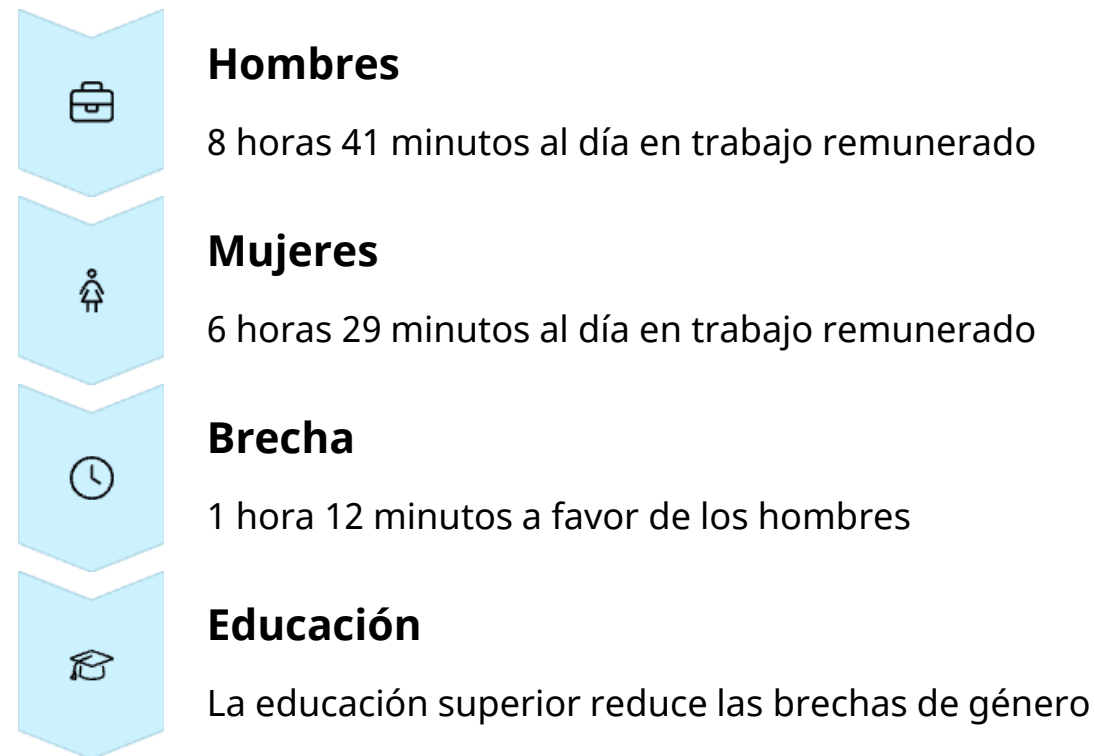 Hombres
8 horas 41 minutos al día en trabajo remunerado
Mujeres
6 horas 29 minutos al día en trabajo remunerado
Brecha
1 hora 12 minutos a favor de los hombres
Educación
La educación superior reduce las brechas de género